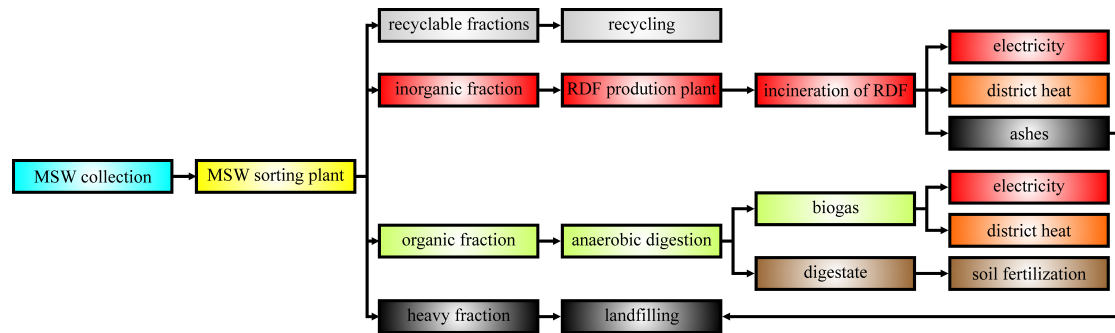 recyclable fractions
recycling
electricity
inorganic fraction
RDF prodution plant
incineration of RDF
district heat
ashes
MSW collection
MSW sorting plant
electricity
biogas
organic fraction
anaerobic digestion
district heat
digestate
soil fertilization
heavy fraction
landfilling